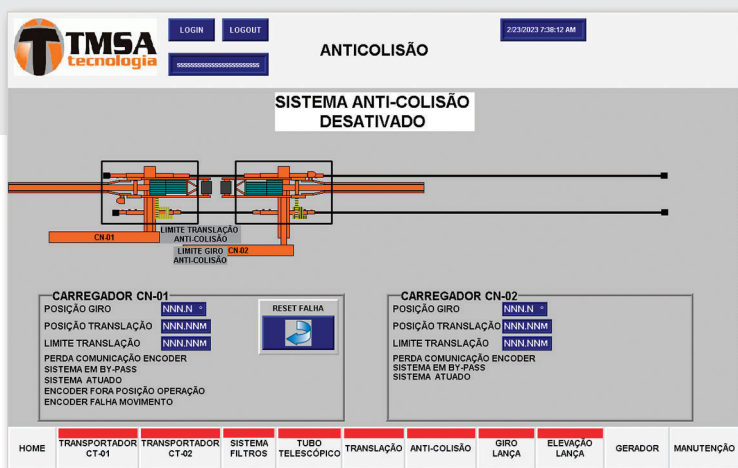 TMSA
tecnologia
LOGIN
LOGOUT
ssssssssssssssssssssssssss
ANTICOLISÃO
2/23/2023 7:38:12 AM
SISTEMA ANTI-COLISÃO
DESATIVADO
CN-01
LIMITE TRANSLAÇÃO
ANTI-COLISÃO
LIMITE GIRO
ANTI-COLISÃO
CN-02
CARREGADOR CN-01
POSIÇÃO GIRO NNN.N °
POSIÇÃO TRANSLAÇÃO NNN.NNM
LIMITE TRANSLAÇÃO NNN.NNM
PERDA COMUNICAÇÃO ENCODER
SISTEMA EM BY-PASS
SISTEMA ATUADO
ENCODER FORA POSIÇÃO OPERAÇÃO
ENCODER FALHA MOVIMENTO
RESET FALHA
CARREGADOR CN-02
POSIÇÃO GIRO NNN.N °
POSIÇÃO TRANSLAÇÃO NNN.NNM
LIMITE TRANSLAÇÃO NNN.NNM
PERDA COMUNICAÇÃO ENCODER
SISTEMA EM BY-PASS
SISTEMA ATUADO
HOME
TRANSPORTADOR
CT-01
TRANSPORTADOR
CT-02
SISTEMA
FILTROS
TUBO
TELESCÓPICO
TRANSLAÇÃO
ANTI-COLISÃO
GIRO
LANÇA
ELEVAÇÃO
LANÇA
GERADOR
MANUTENÇÃO